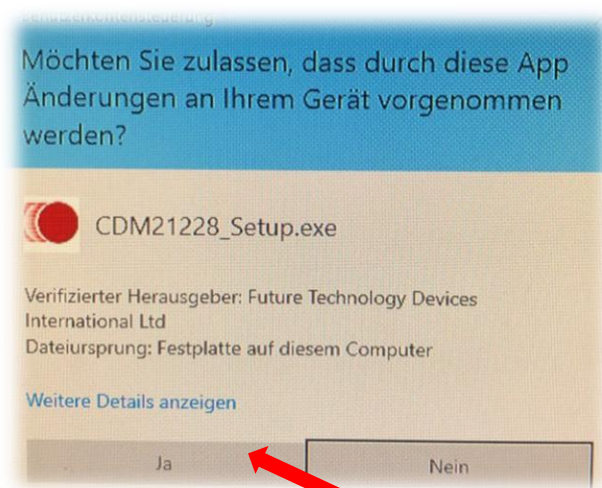 Benutzerkontensteuerung
Möchten Sie zulassen, dass durch diese App
Änderungen an Ihrem Gerät vorgenommen
werden?
CDM21228_Setup.exe
Verifizierter Herausgeber: Future Technology Devices
International Ltd
Dateiursprung: Festplatte auf diesem Computer
Weitere Details anzeigen
Ja
Nein